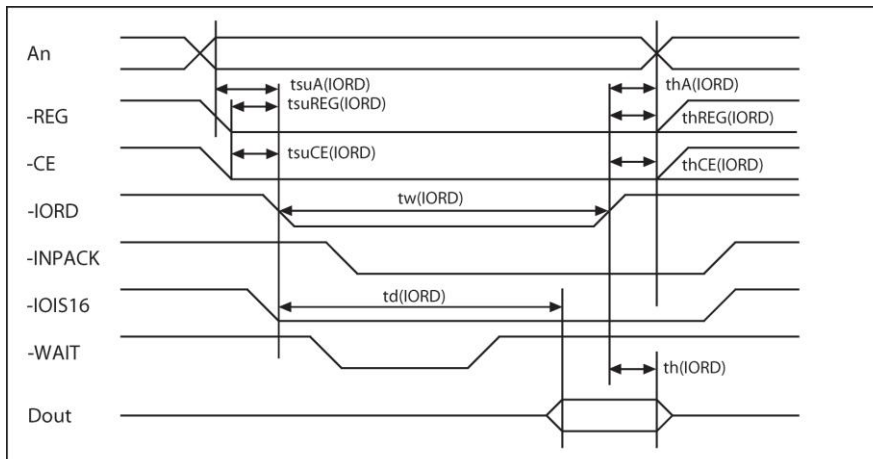 An
tsuA(IORD)
thA(IORD)
tsuREG(IORD)
-REG
thREG(IORD)
tsuCE(IORD)
-CE
thCE(IORD)
tw(IORD)
-IORD
-INPACK
td(IORD)
-IOIS16
-WAIT
th(IORD)
Dout